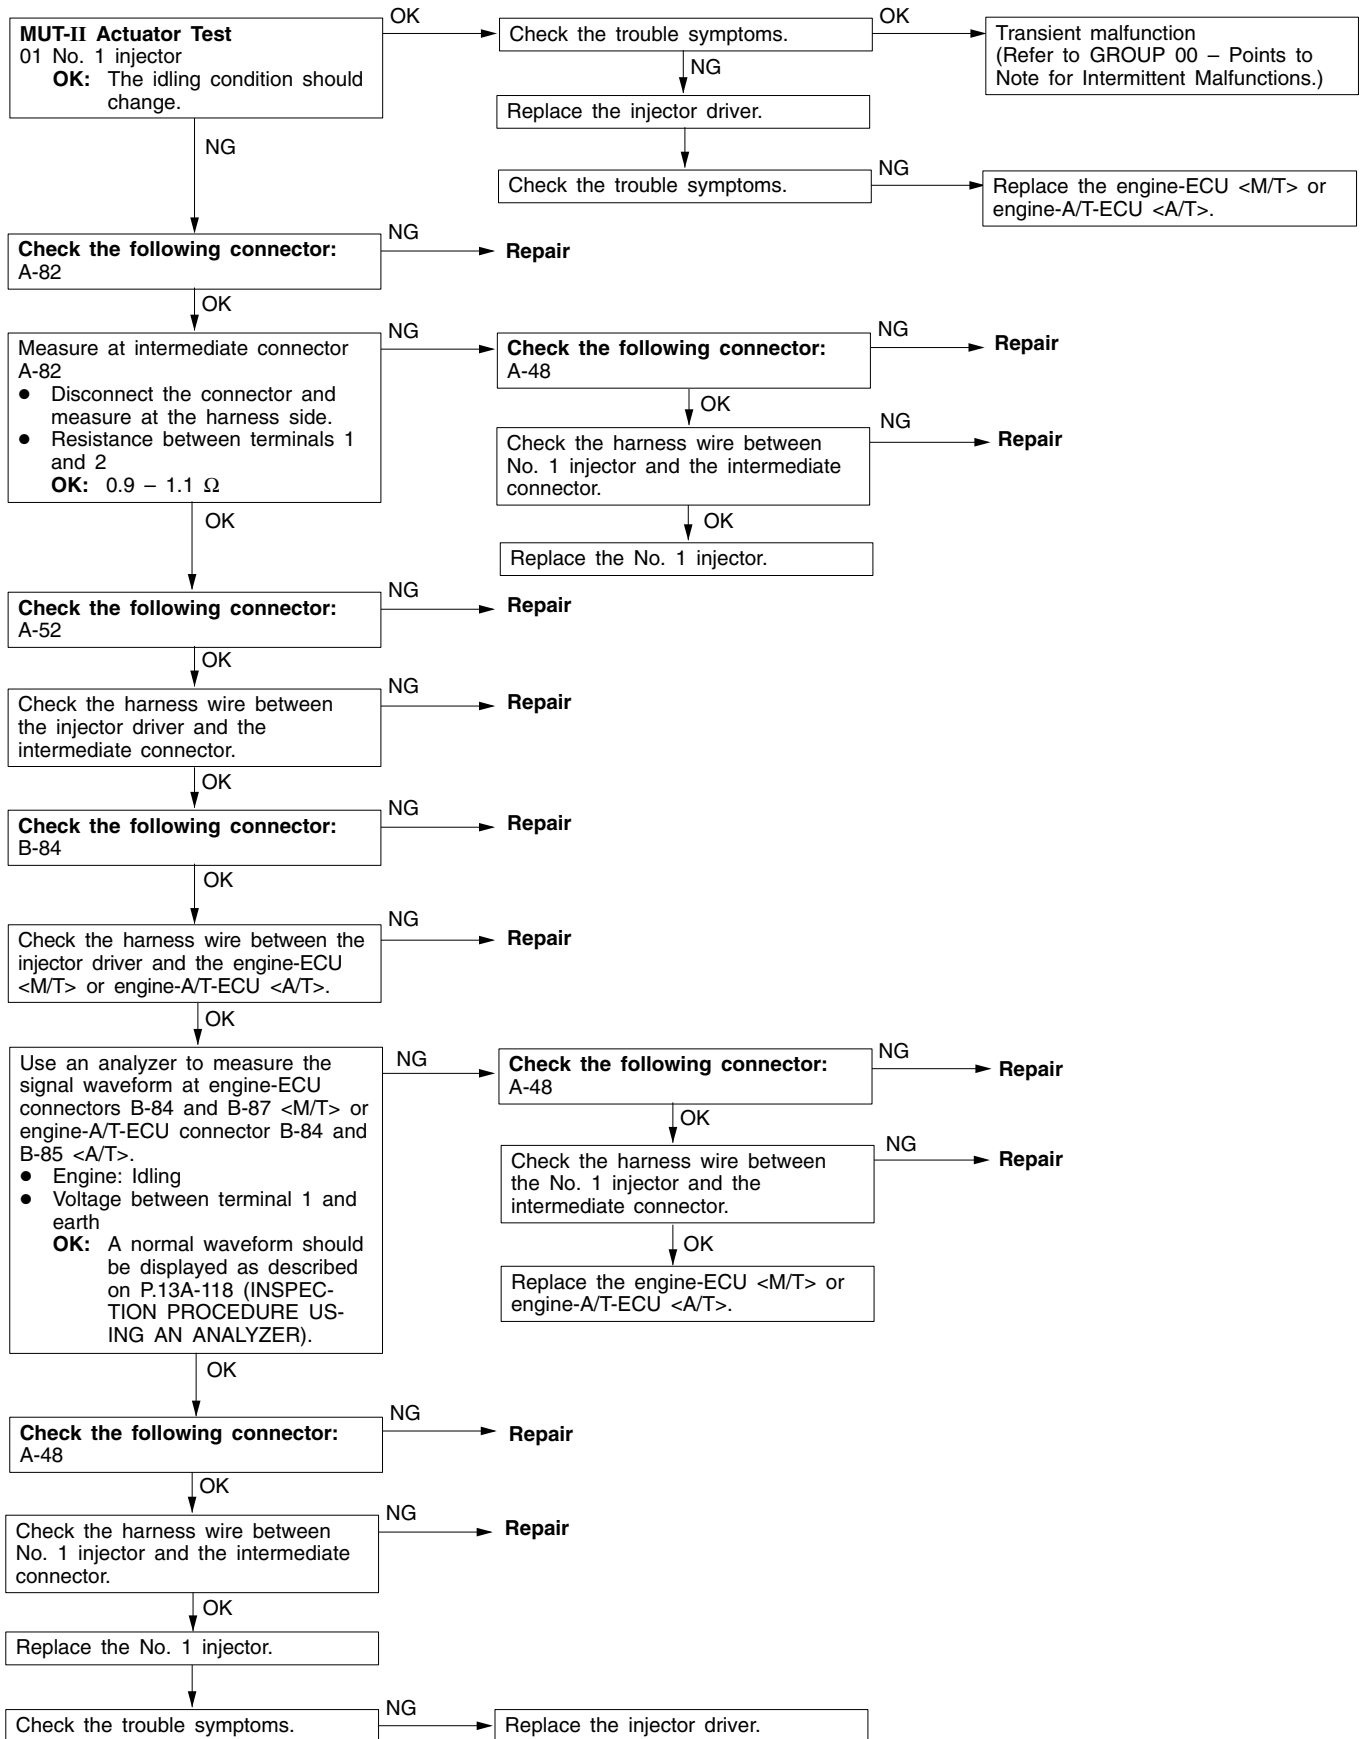 MUT-II Actuator Test
01 No. 1 injector
OK: The idling condition should
change.
OK
Check the trouble symptoms.
OK
Transient malfunction
(Refer to GROUP 00 – Points to
Note for Intermittent Malfunctions.)
NG
Replace the injector driver.
Check the trouble symptoms.
NG
Replace the engine-ECU <M/T> or
engine-A/T-ECU <A/T>.
NG
Check the following connector:
A-82
NG
Repair
OK
Measure at intermediate connector
A-82
● Disconnect the connector and
measure at the harness side.
● Resistance between terminals 1
and 2
OK: 0.9 – 1.1 Ω
NG
Check the following connector:
A-48
NG
Repair
OK
Check the harness wire between
No. 1 injector and the intermediate
connector.
NG
Repair
OK
Replace the No. 1 injector.
OK
Check the following connector:
A-52
NG
Repair
OK
Check the harness wire between
the injector driver and the
intermediate connector.
NG
Repair
OK
Check the following connector:
B-84
NG
Repair
OK
Check the harness wire between the
injector driver and the engine-ECU
<M/T> or engine-A/T-ECU <A/T>.
NG
Repair
OK
Use an analyzer to measure the
signal waveform at engine-ECU
connectors B-84 and B-87 <M/T> or
engine-A/T-ECU connector B-84 and
B-85 <A/T>.
● Engine: Idling
● Voltage between terminal 1 and
earth
OK: A normal waveform should
be displayed as described
on P.13A-118 (INSPEC-
TION PROCEDURE US-
ING AN ANALYZER).
NG
Check the following connector:
A-48
NG
Repair
OK
Check the harness wire between
the No. 1 injector and the
intermediate connector.
NG
Repair
OK
Replace the engine-ECU <M/T> or
engine-A/T-ECU <A/T>.
OK
Check the following connector:
A-48
NG
Repair
OK
Check the harness wire between
No. 1 injector and the intermediate
connector.
NG
Repair
OK
Replace the No. 1 injector.
Check the trouble symptoms.
NG
Replace the injector driver.